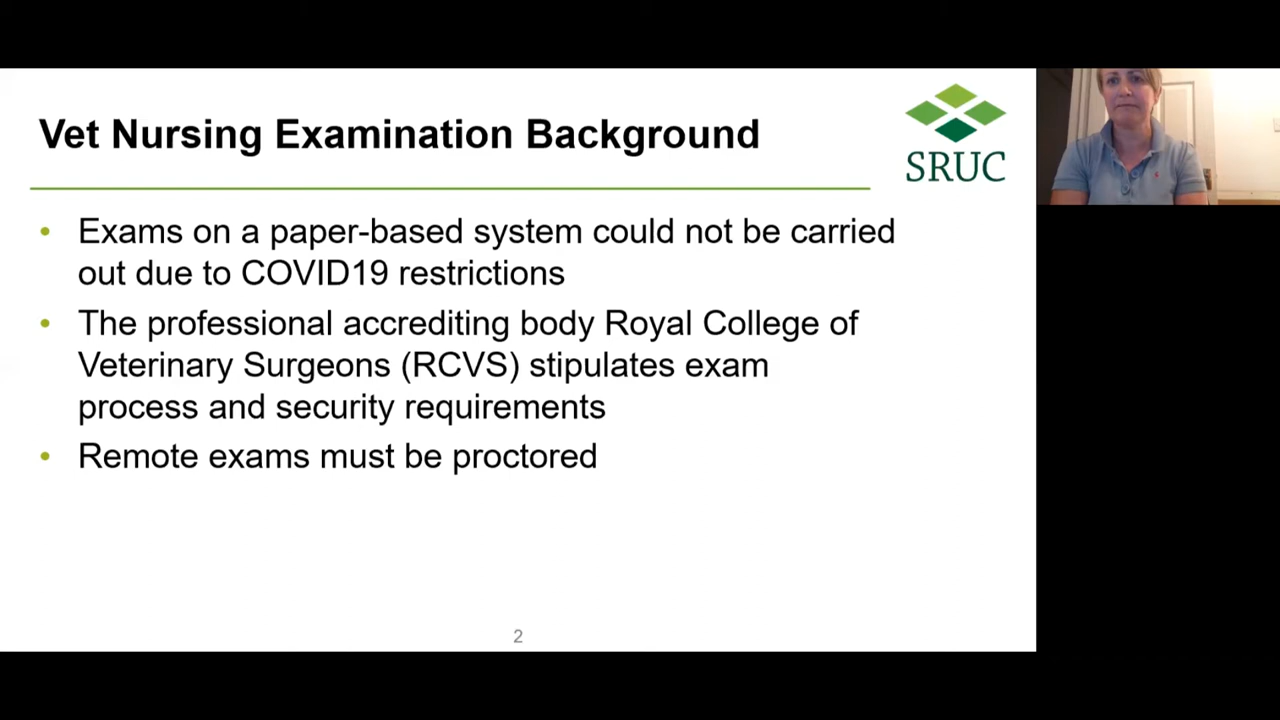 Vet Nursing Examination Background
SRUC
• Exams on a paper-based system could not be carried
out due to COVID19 restrictions
• The professional accrediting body Royal College of
Veterinary Surgeons (RCVS) stipulates exam
process and security requirements
• Remote exams must be proctored
2